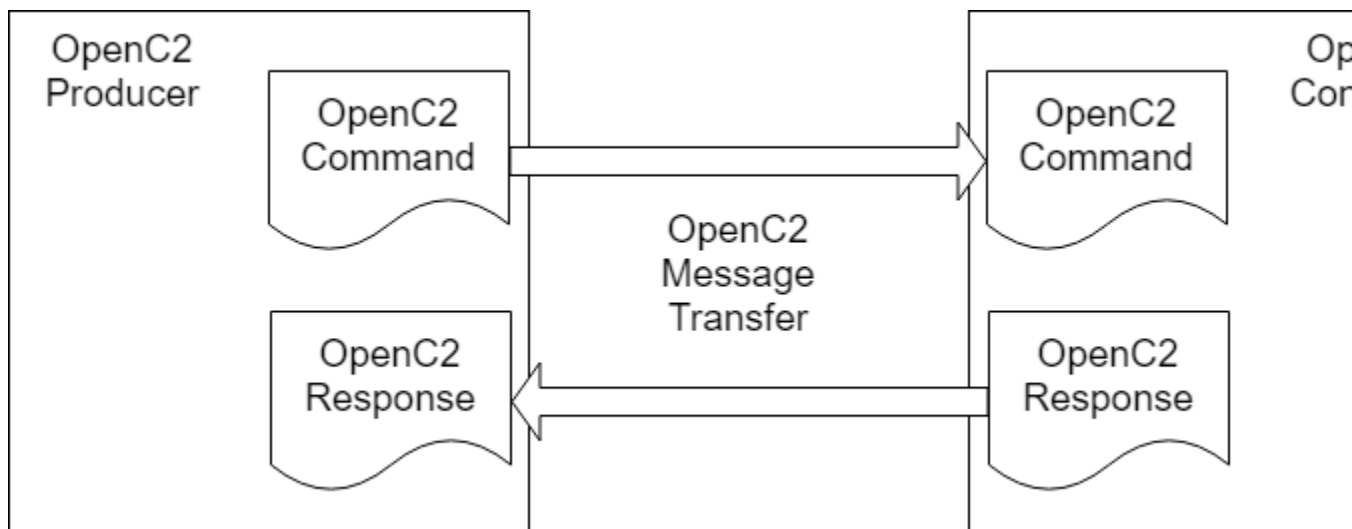 OpenC2
Producer
OpenC2
Command
OpenC2
Command
OpenC2
Message
Transfer
OpenC2
Response
OpenC2
Response